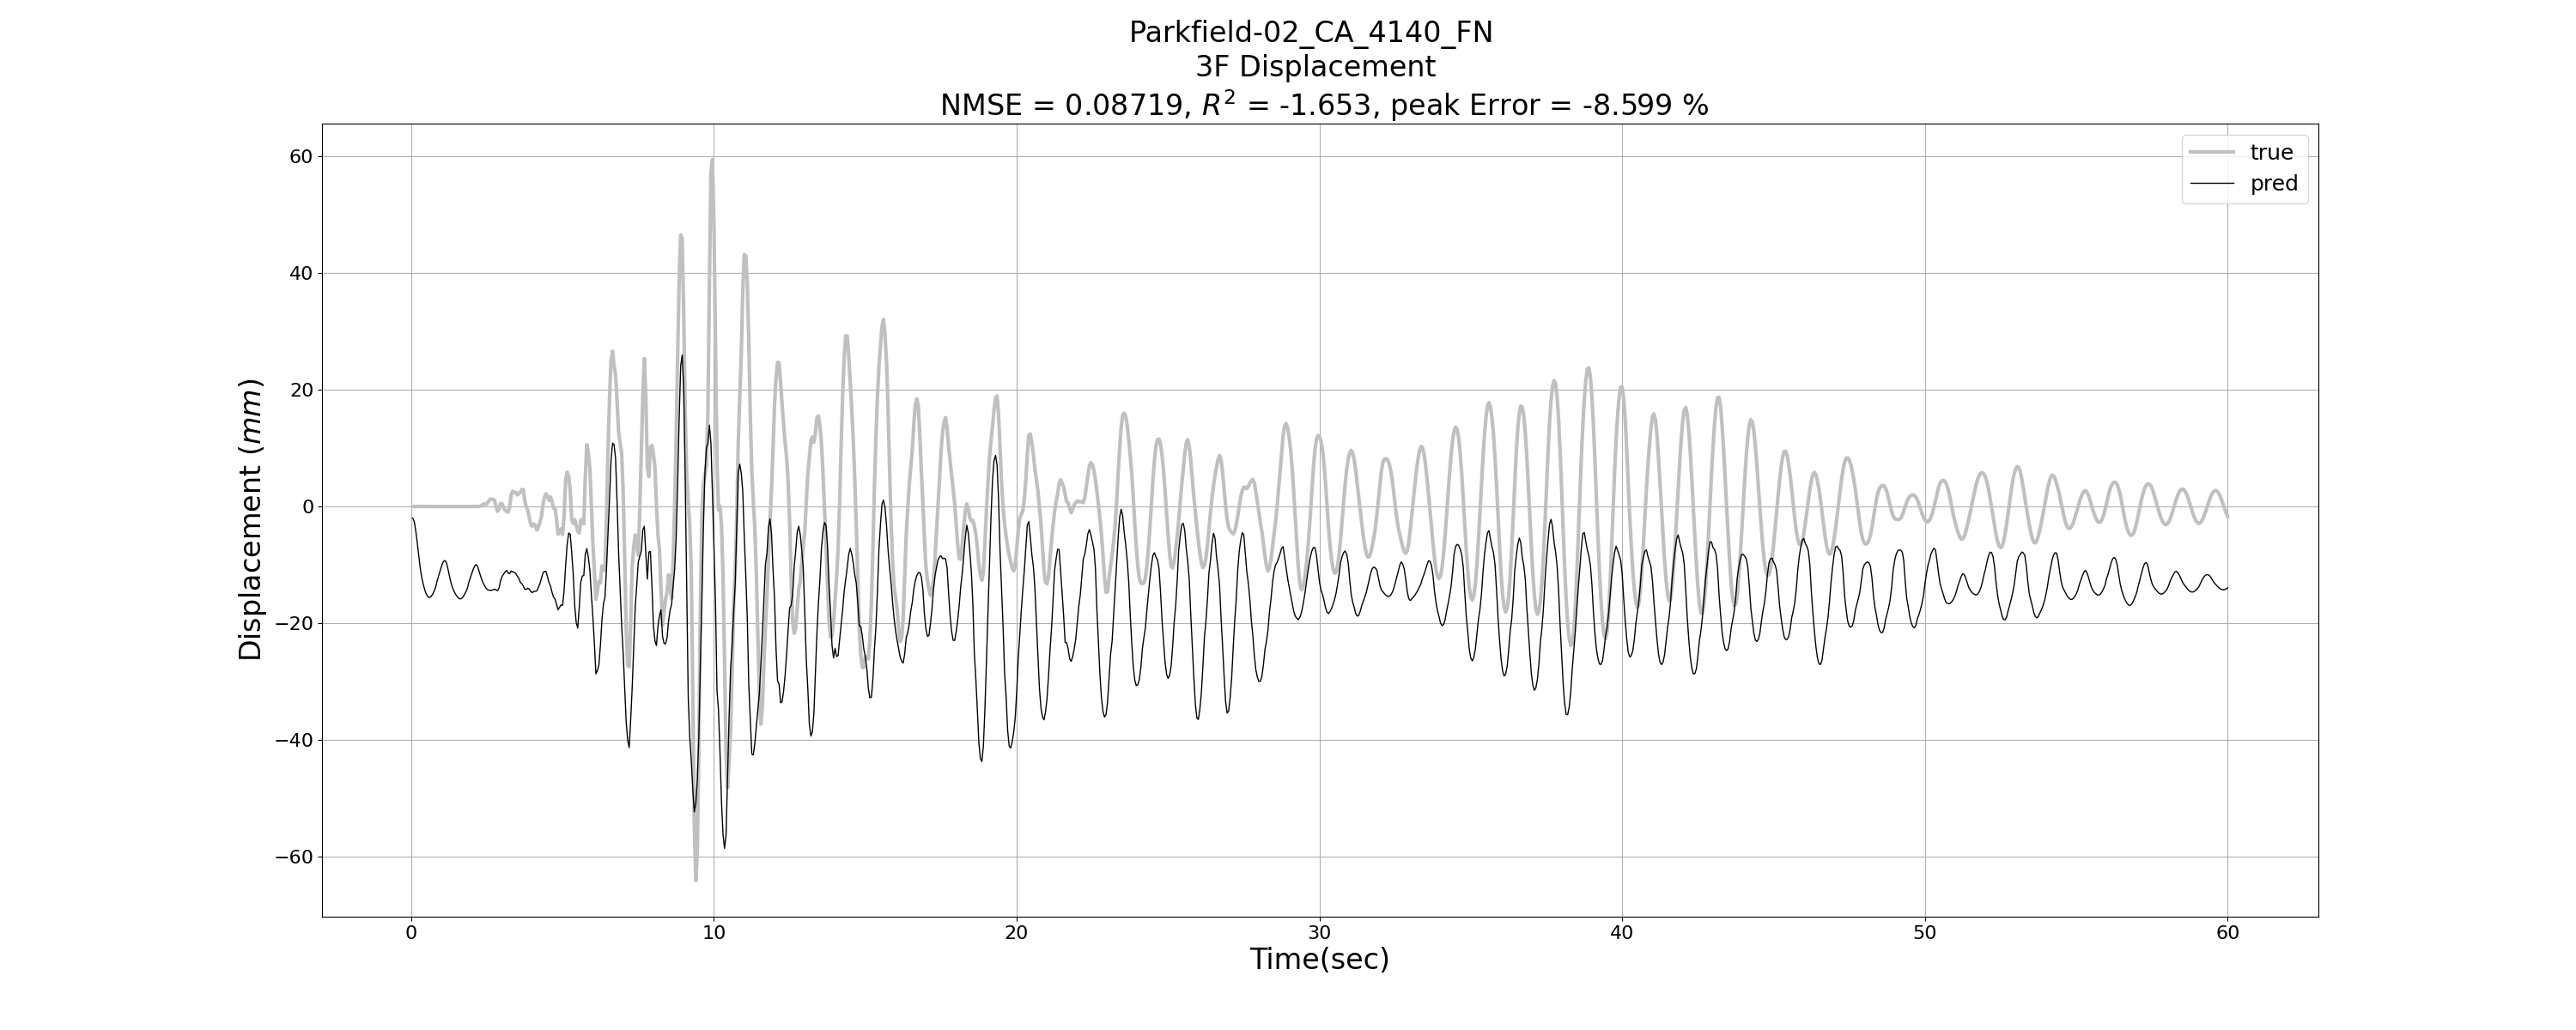 Parkfield-02_CA_4140_FN
3F Displacement
NMSE = 0.08719, R² = -1.653, peak Error = -8.599 %
true
pred
Displacement (mm)
60
40
20
0
−20
−40
−60
0 10 20 30 40 50 60
Time(sec)